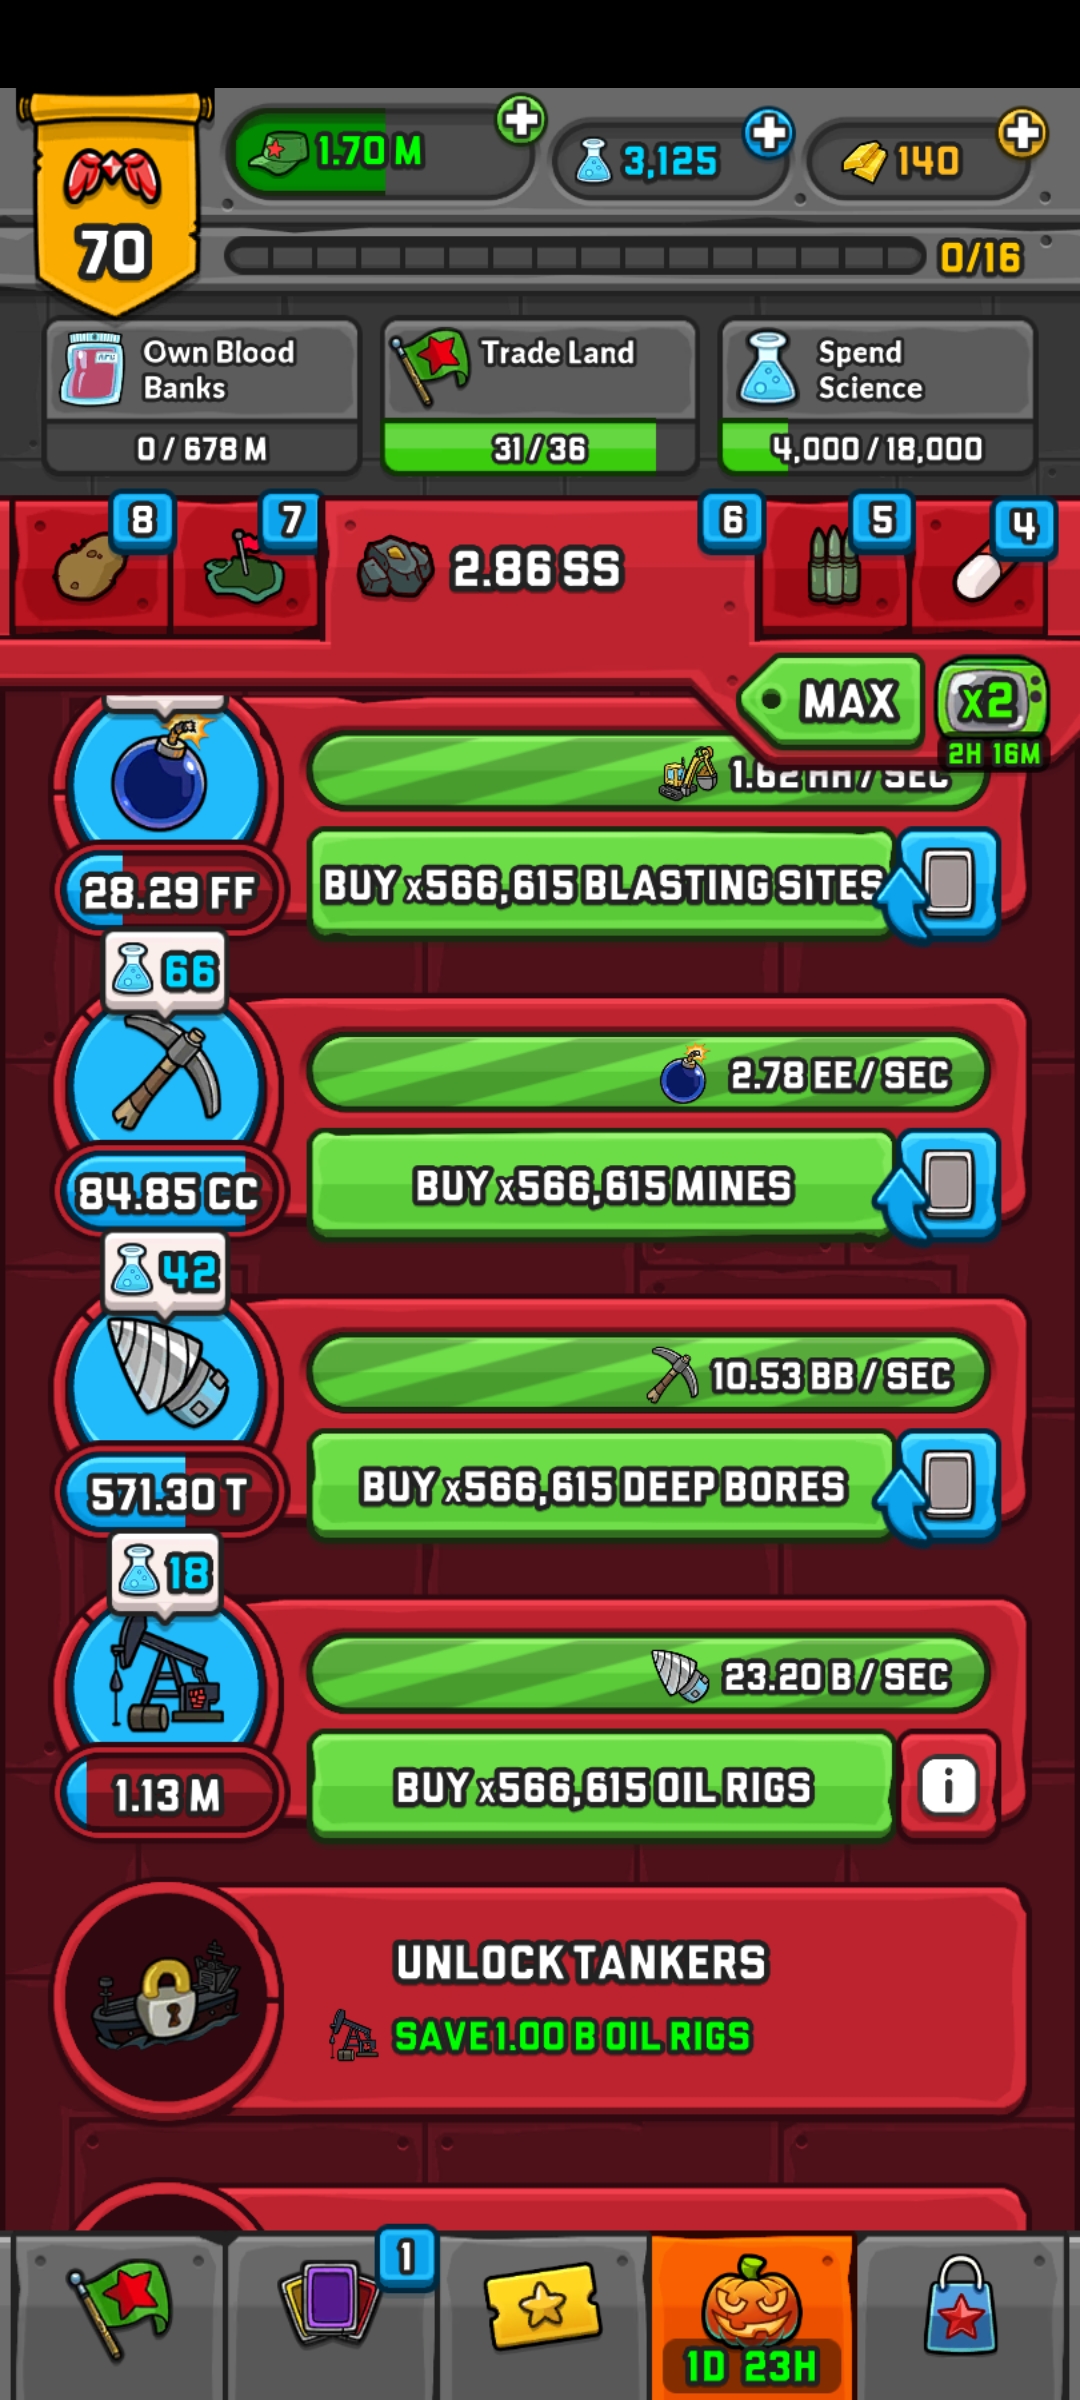 70
1.70 M
3,125
140
0/16
Own Blood
Banks
0 / 678 M
Trade Land
31 / 36
Spend
Science
4,000 / 18,000
8
7
2.86 SS
6
5
4
MAX
x2
2H 16M
1.62 HH / SEC
28.29 FF
BUY x566,615 BLASTING SITES
66
2.78 EE / SEC
84.85 CC
BUY x566,615 MINES
42
10.53 BB / SEC
571.30 T
BUY x566,615 DEEP BORES
18
23.20 B / SEC
1.13 M
BUY x566,615 OIL RIGS
i
UNLOCK TANKERS
SAVE 1.00 B OIL RIGS
1
1D 23H